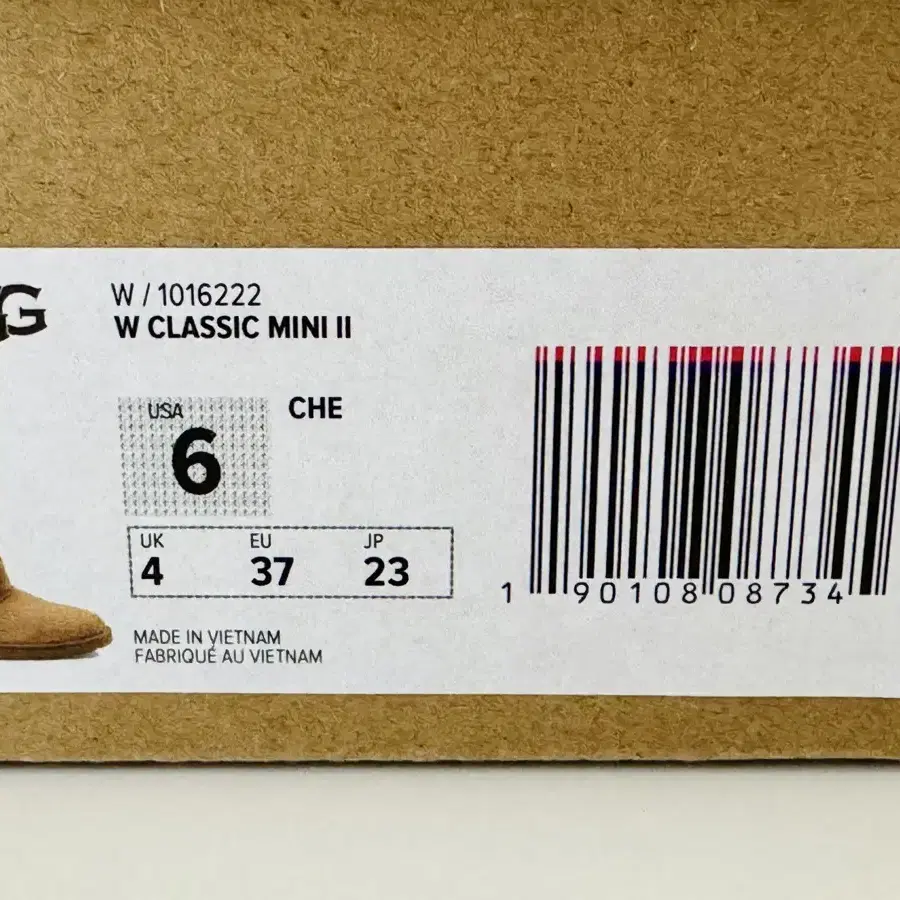 G
W / 1016222
W CLASSIC MINI II
USA
CHE
6
UK EU JP
4 37 23
MADE IN VIETNAM
FABRIQUÉ AU VIETNAM
1 90108 08734